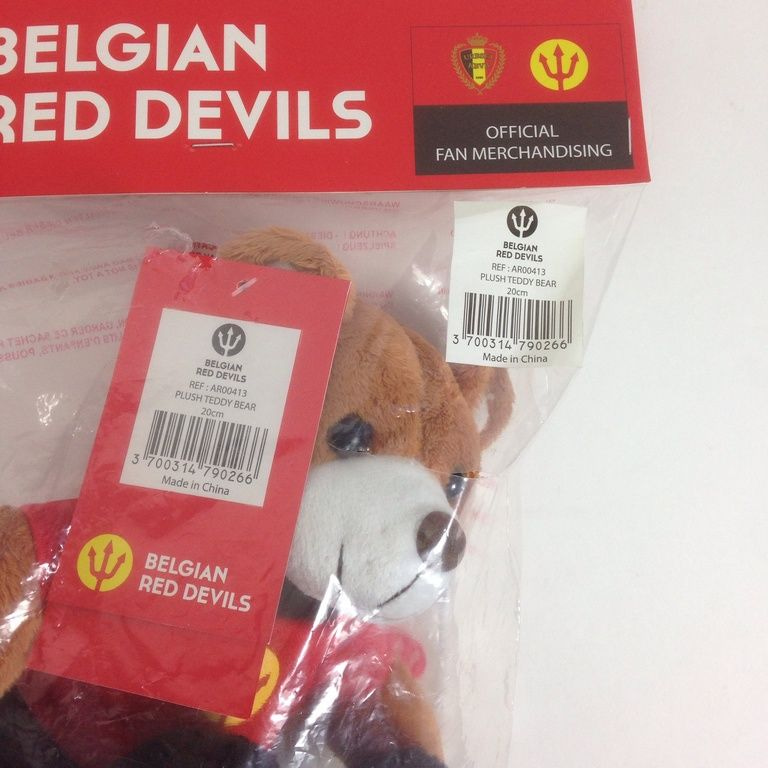 BELGIAN
RED DEVILS
OFFICIAL
FAN MERCHANDISING
BELGIAN
RED DEVILS
REF : AR00413
PLUSH TEDDY BEAR
20cm
3 700314 790266
Made in China
BELGIAN
RED DEVILS
REF : AR00413
PLUSH TEDDY BEAR
20cm
3 700314 790266
Made in China
BELGIAN
RED DEVILS